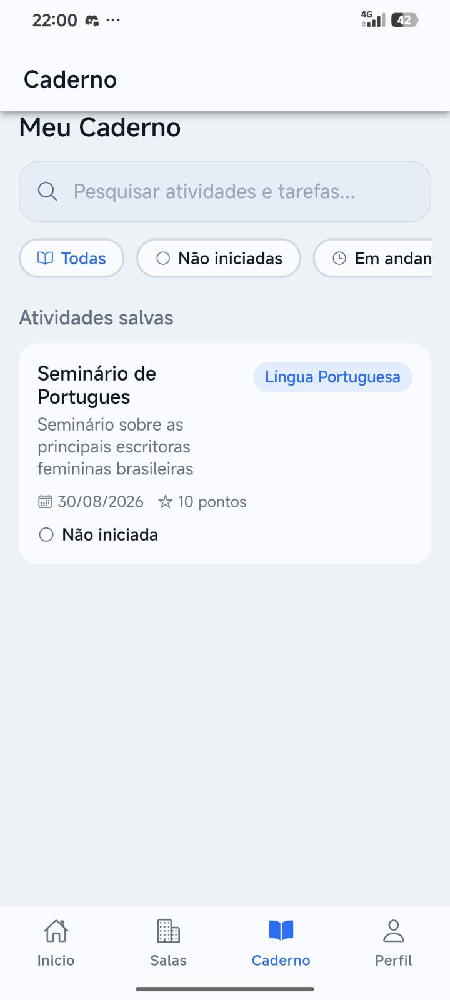 22:00 ...
4G 42
Caderno
Meu Caderno
Pesquisar atividades e tarefas...
Todas Não iniciadas Em andam
Atividades salvas
Seminário de
Portugues
Língua Portuguesa
Seminário sobre as
principais escritoras
femininas brasileiras
30/08/2026 10 pontos
Não iniciada
Inicio Salas Caderno Perfil